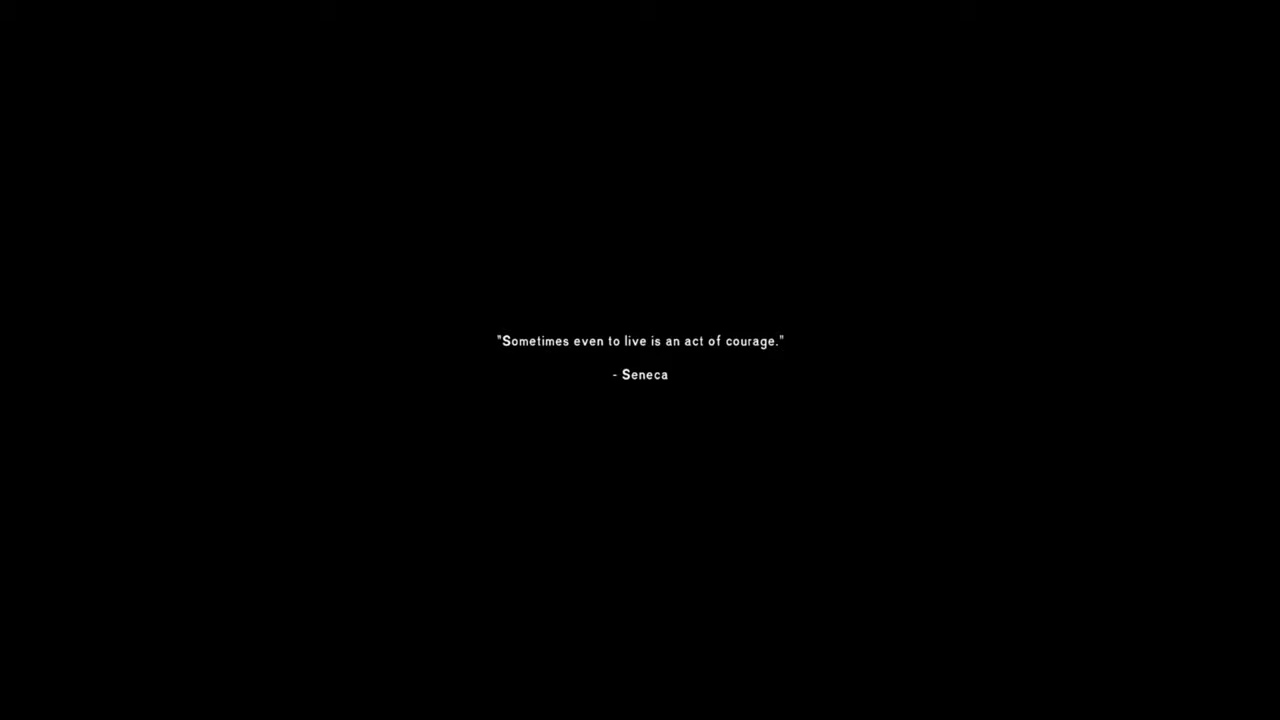 "Sometimes even to live is an act of courage."
- Seneca